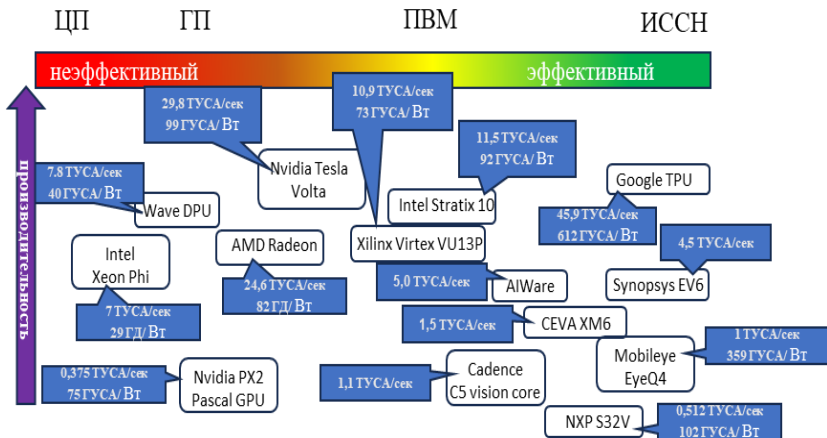 ЦП
ГП
ПВМ
ИССН
неэффективный
эффективный
производительность
29,8 ТУСА/сек
99 ГУСА/ Вт
10,9 ТУСА/сек
73 ГУСА/ Вт
11,5 ТУСА/сек
92 ГУСА/ Вт
7.8 ТУСА/сек
40 ГУСА/ Вт
Nvidia Tesla
Volta
Google TPU
Wave DPU
Intel Stratix 10
45,9 ТУСА/сек
612 ГУСА/ Вт
4,5 ТУСА/сек
Intel
Xeon Phi
AMD Radeon
Xilinx Virtex VU13P
5,0 ТУСА/сек
AIWare
Synopsys EV6
24,6 ТУСА/сек
82 ГД/ Вт
7 ТУСА/сек
29 ГД/ Вт
1,5 ТУСА/сек
CEVA XM6
Mobileye
EyeQ4
1 ТУСА/сек
359 ГУСА/ Вт
0,375 ТУСА/сек
75 ГУСА/ Вт
Nvidia PX2
Pascal GPU
1,1 ТУСА/сек
Cadence
C5 vision core
NXP S32V
0,512 ТУСА/сек
102 ГУСА/ Вт